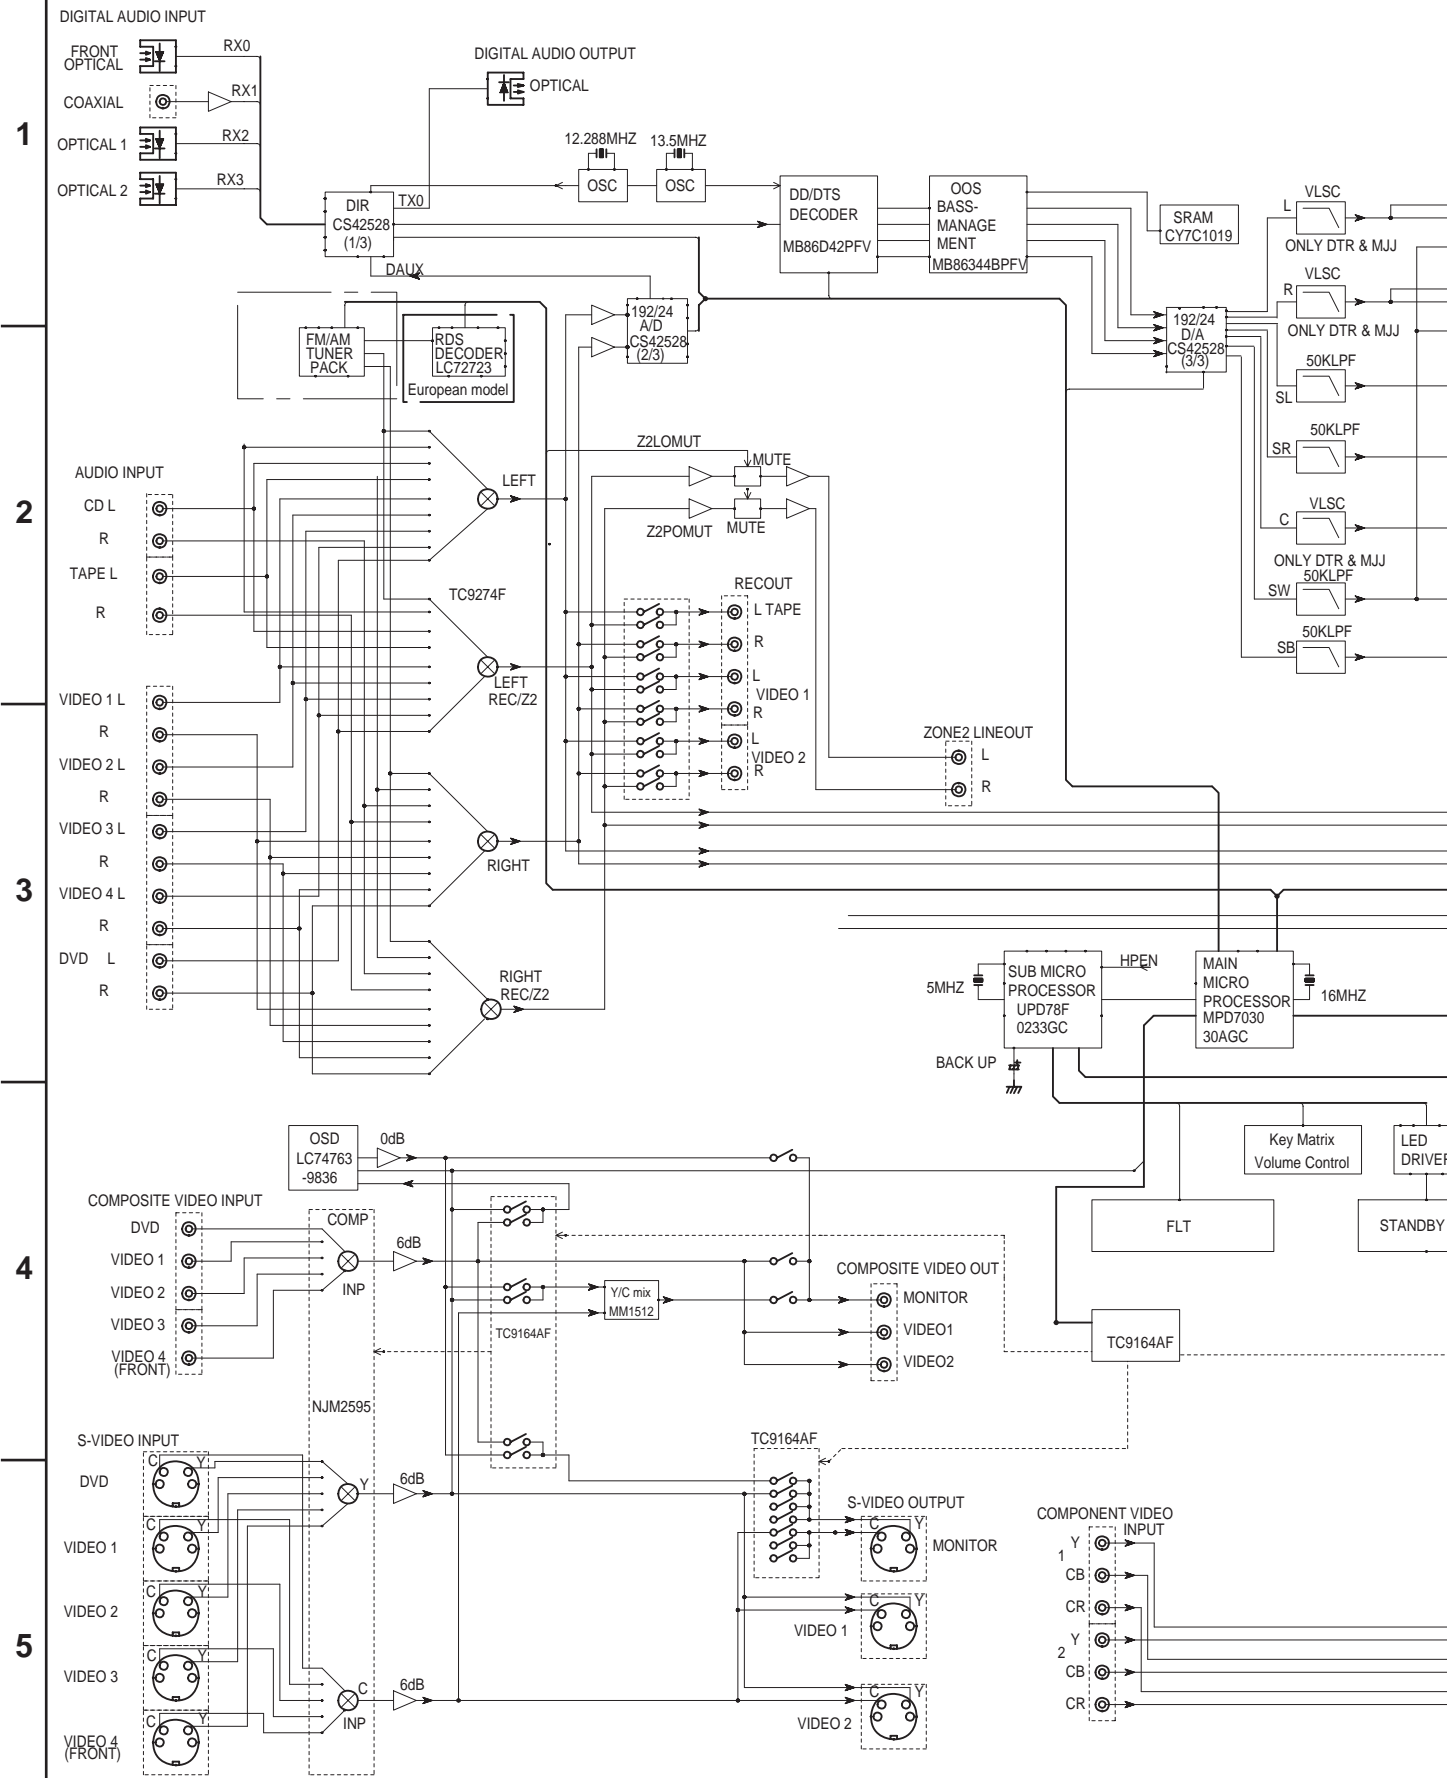 DIGITAL AUDIO INPUT
FRONT
OPTICAL
RX0
COAXIAL
RX1
OPTICAL 1
RX2
OPTICAL 2
RX3
DIGITAL AUDIO OUTPUT
OPTICAL
1
12.288MHZ
13.5MHZ
OSC
OSC
DIR
CS42528
(1/3)
TX0
DAUX
DD/DTS
DECODER
MB86D42PFV
OOS
BASS-
MANAGE
MENT
MB86344BPFV
SRAM
CY7C1019
L
VLSC
ONLY DTR & MJJ
R
VLSC
ONLY DTR & MJJ
192/24
A/D
CS42528
(2/3)
192/24
D/A
CS42528
(3/3)
FM/AM
TUNER
PACK
RDS
DECODER
LC72723
European model
50KLPF
SL
50KLPF
SR
VLSC
C
ONLY DTR & MJJ
50KLPF
SW
50KLPF
SB
2
AUDIO INPUT
CD L
R
TAPE L
R
LEFT
TC9274F
LEFT
REC/Z2
Z2LOMUT
MUTE
Z2POMUT
MUTE
RECOUT
L TAPE
R
L
VIDEO 1
R
L
VIDEO 2
R
ZONE2 LINEOUT
L
R
VIDEO 1 L
R
VIDEO 2 L
R
VIDEO 3 L
R
3
VIDEO 4 L
R
DVD L
R
RIGHT
RIGHT
REC/Z2
5MHZ
SUB MICRO
PROCESSOR
UPD78F
0233GC
HPEN
MAIN
MICRO
PROCESSOR
MPD7030
30AGC
16MHZ
BACK UP
Key Matrix
Volume Control
LED
DRIVER
FLT
STANDBY
TC9164AF
OSD
LC74763
-9836
0dB
4
COMPOSITE VIDEO INPUT
DVD
VIDEO 1
VIDEO 2
VIDEO 3
VIDEO 4
(FRONT)
COMP
INP
6dB
TC9164AF
Y/C mix
MM1512
COMPOSITE VIDEO OUT
MONITOR
VIDEO1
VIDEO2
NJM2595
S-VIDEO INPUT
C
Y
DVD
C
Y
VIDEO 1
C
Y
VIDEO 2
C
Y
VIDEO 3
C
Y
VIDEO 4
(FRONT)
5
Y
6dB
C
INP
6dB
TC9164AF
S-VIDEO OUTPUT
C
Y
MONITOR
C
Y
VIDEO 1
C
Y
VIDEO 2
COMPONENT VIDEO
INPUT
Y
1
CB
CR
Y
2
CB
CR